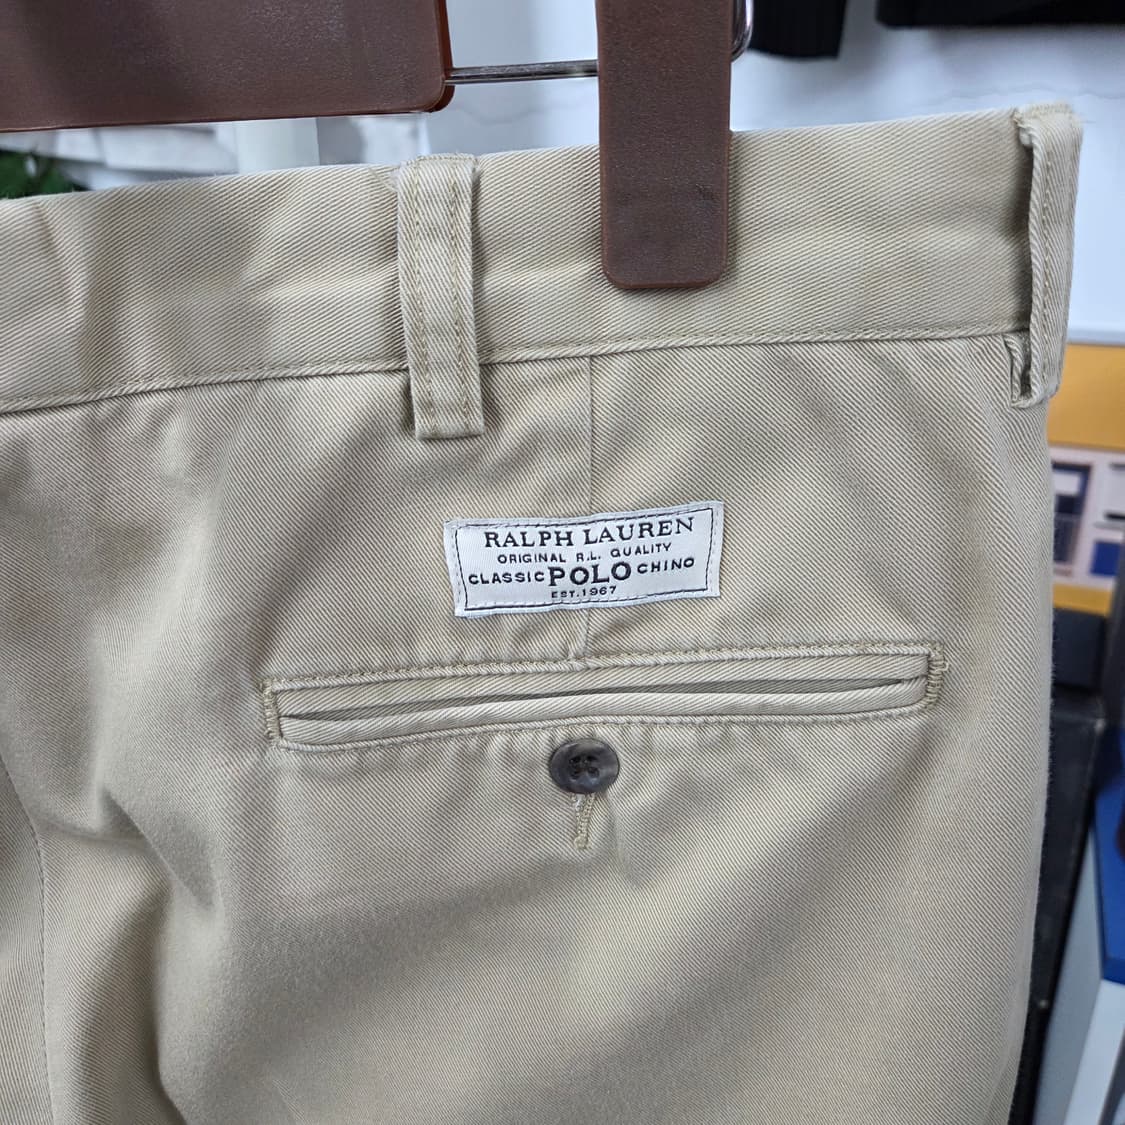 RALPH LAUREN
ORIGINAL R.L. QUALITY
CLASSIC POLO CHINO
EST. 1967